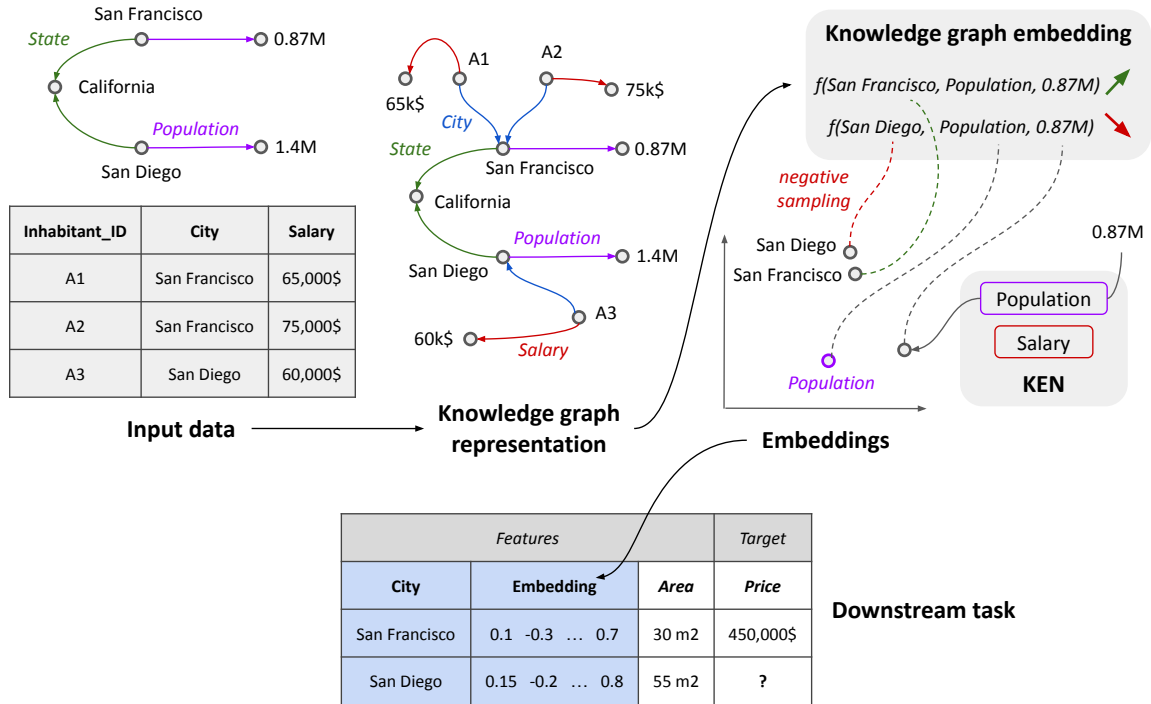 San Francisco
State
0.87M
California
Population
1.4M
San Diego
Inhabitant_ID City Salary
A1 San Francisco 65,000$
A2 San Francisco 75,000$
A3 San Diego 60,000$
Input data
A1
A2
65k$
75k$
City
State
San Francisco
0.87M
California
Population
San Diego
1.4M
A3
60k$
Salary
Knowledge graph
representation
Knowledge graph embedding
f(San Francisco, Population, 0.87M)
f(San Diego, Population, 0.87M)
negative
sampling
San Diego
San Francisco
0.87M
Population
Salary
KEN
Population
Embeddings
Features Target
City Embedding Area Price
San Francisco 0.1 -0.3 … 0.7 30 m2 450,000$
San Diego 0.15 -0.2 … 0.8 55 m2 ?
Downstream task